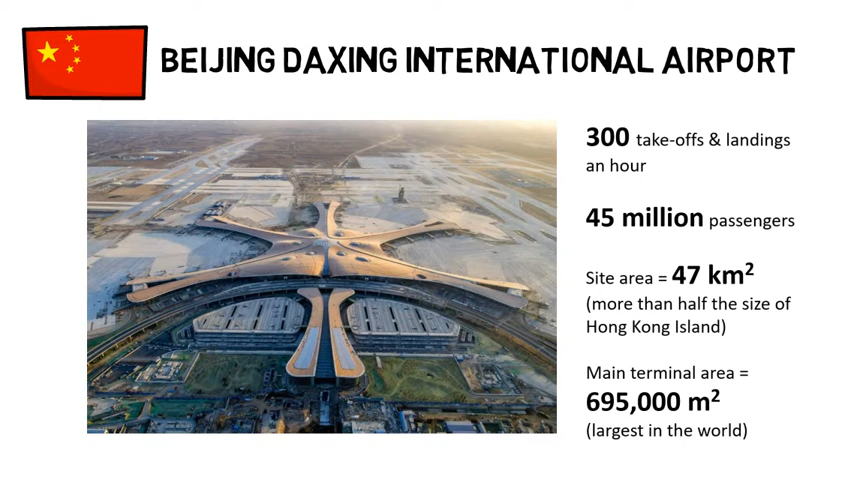 BEIJING DAXING INTERNATIONAL AIRPORT
300 take-offs & landings
an hour
45 million passengers
Site area = 47 km²
(more than half the size of
Hong Kong Island)
Main terminal area =
695,000 m²
(largest in the world)